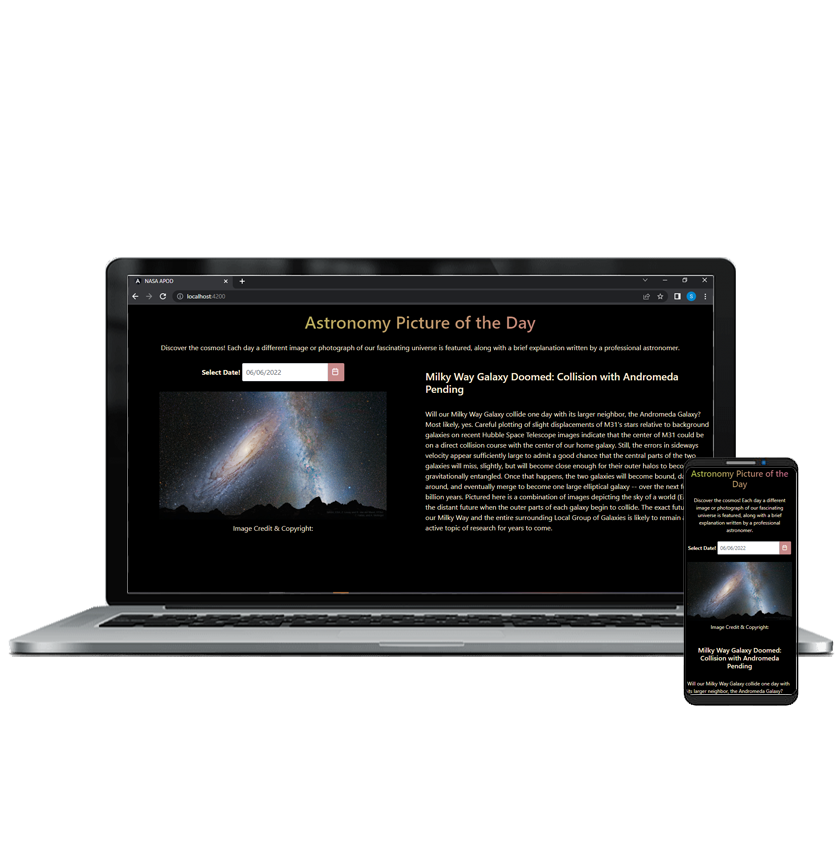 NASA APOD
localhost:4200
S
Astronomy Picture of the Day
Discover the cosmos! Each day a different image or photograph of our fascinating universe is featured, along with a brief explanation written by a professional astronomer.
Select Date!
06/06/2022
Image Credit & Copyright:
Milky Way Galaxy Doomed: Collision with Andromeda
Pending
Will our Milky Way Galaxy collide one day with its larger neighbor, the Andromeda Galaxy?
Most likely, yes. Careful plotting of slight displacements of M31's stars relative to background
galaxies on recent Hubble Space Telescope images indicate that the center of M31 could be
on a direct collision course with the center of our home galaxy. Still, the errors in sideways
velocity appear sufficiently large to admit a good chance that the central parts of the two
galaxies will miss, slightly, but will become close enough for their outer halos to
gravitationally entangled. Once that happens, the two galaxies will become bound,
around, and eventually merge to become one large elliptical galaxy -- over the next
billion years. Pictured here is a combination of images depicting the sky of a world
the distant future when the outer parts of each galaxy begin to collide. The exact
our Milky Way and the entire surrounding Local Group of Galaxies is likely to remain
active topic of research for years to come.
Astronomy Picture of the
Day
Discover the cosmos! Each day a different
image or photograph of our fascinating
universe is featured, along with a brief
explanation written by a professional
astronomer.
Select Date!
06/06/2022
Image Credit & Copyright:
Milky Way Galaxy Doomed:
Collision with Andromeda
Pending
Will our Milky Way Galaxy collide one day with
its larger neighbor, the Andromeda Galaxy?